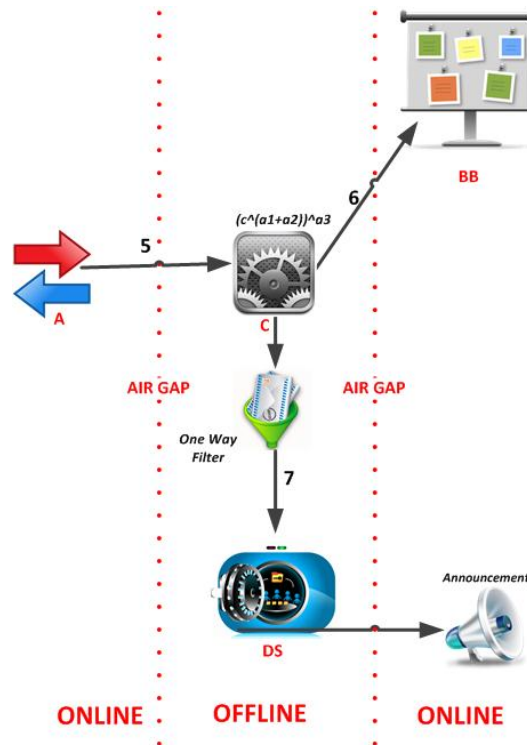 BB
(c^(a1+a2))^a3
6
5
A
C
AIR GAP
AIR GAP
One Way
Filter
7
Announcement
DS
ONLINE
OFFLINE
ONLINE